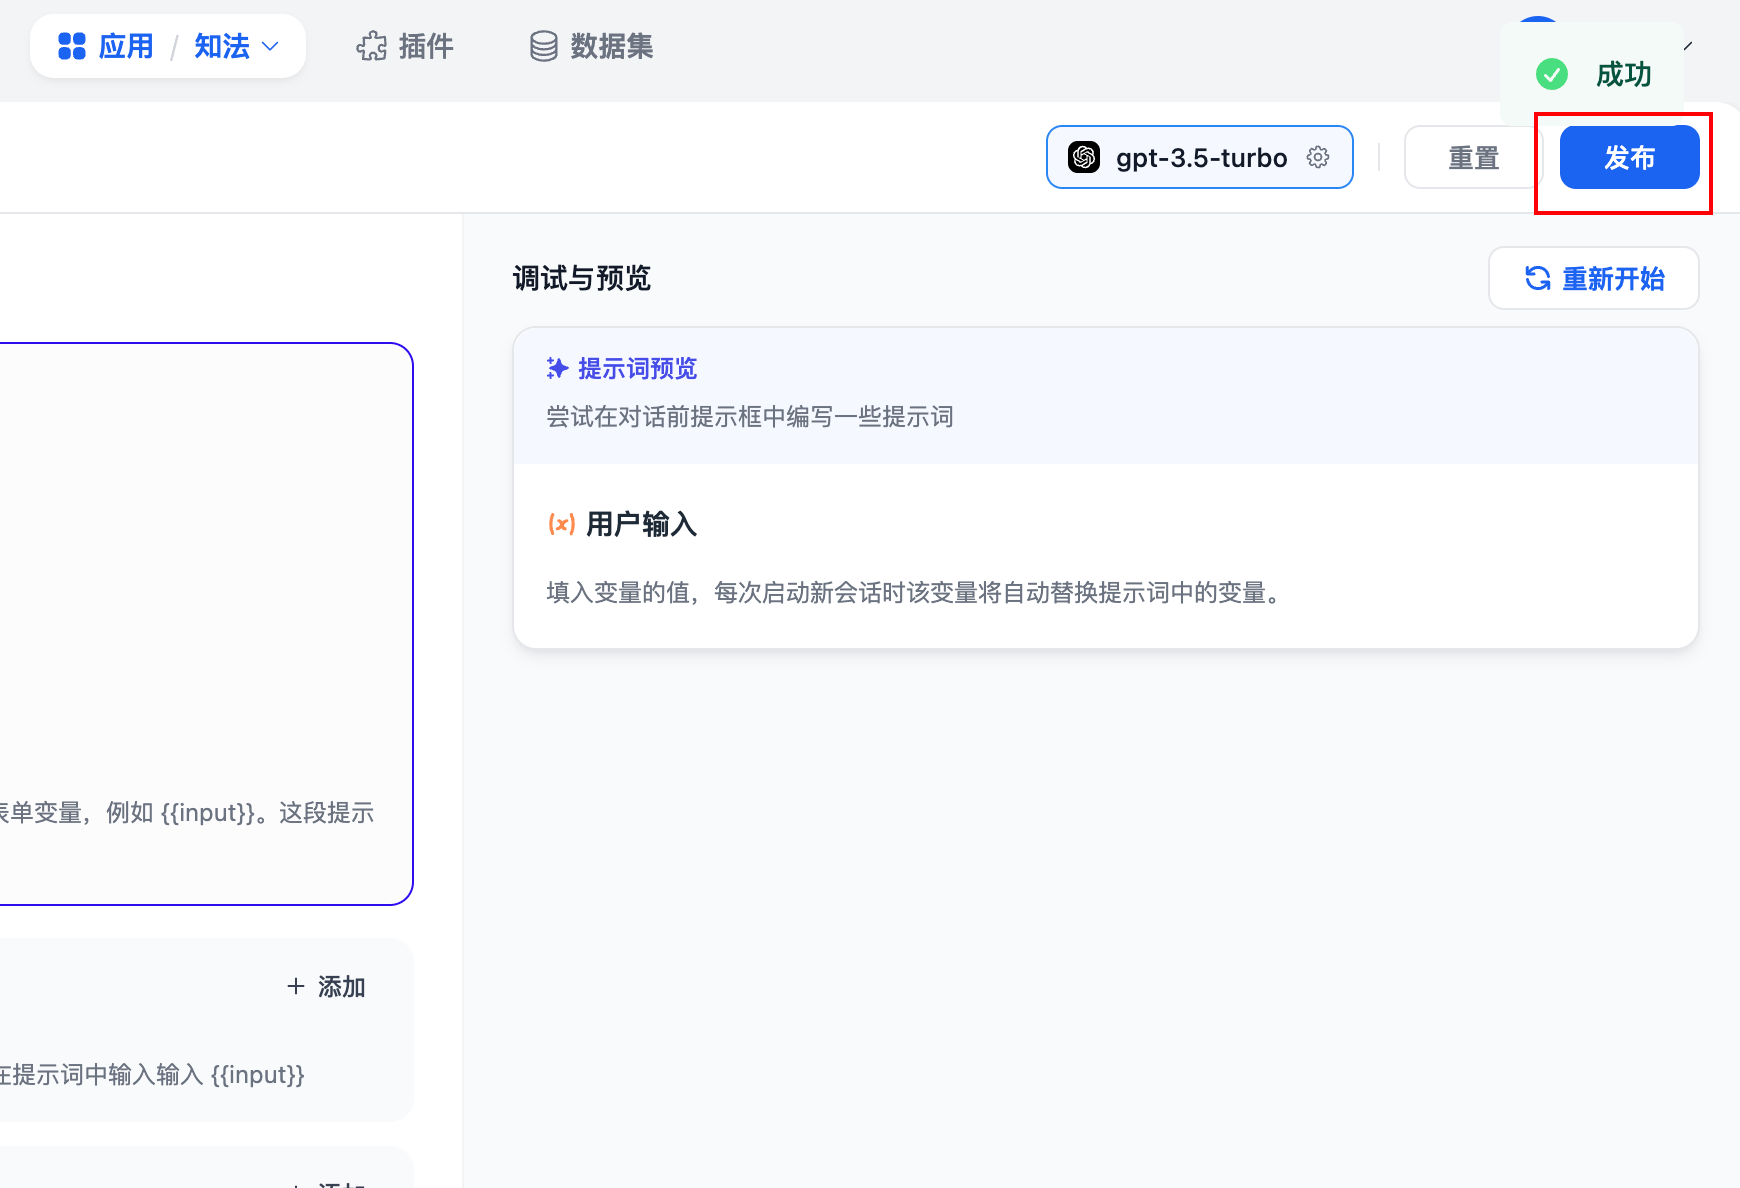 应用 / 知法
插件
数据集
成功
gpt-3.5-turbo
重置
发布
调试与预览
重新开始
提示词预览
尝试在对话前提示框中编写一些提示词
(x) 用户输入
填入变量的值，每次启动新会话时该变量将自动替换提示词中的变量。
表单变量，例如 {{input}}。这段提示
+ 添加
在提示词中输入输入 {{input}}
+ 添加